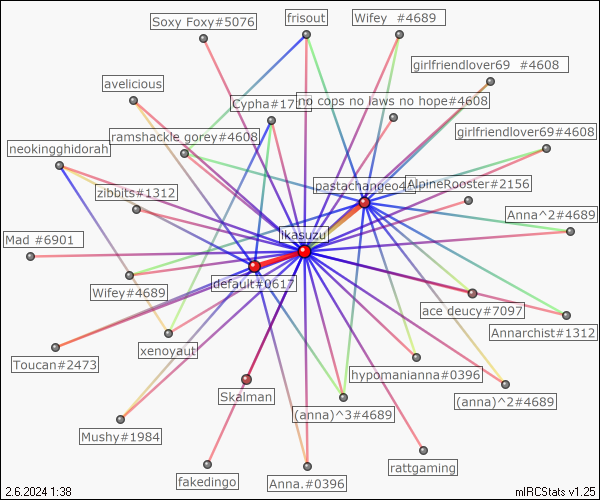 Soxy Foxy#5076
frisout
Wifey #4689
girlfriendlover69 #4608
avelicious
Cypha#17
no cops no laws no hope#4608
ramshackle gorey#4608
girlfriendlover69#4608
neokingghidorah
zibbits#1312
AlpineRooster#2156
Anna^2#4689
likasuzu
Mad #6901
default#0617
Wifey#4689
ace deucy#7097
Annarchist#1312
xenoyaut
Toucan#2473
hypomanianna#0396
Skalman
(anna)^3#4689
(anna)^2#4689
Mushy#1984
rattgaming
fakedingo
Anna.#0396
2.6.2024 1:38
mIRCStats v1.25